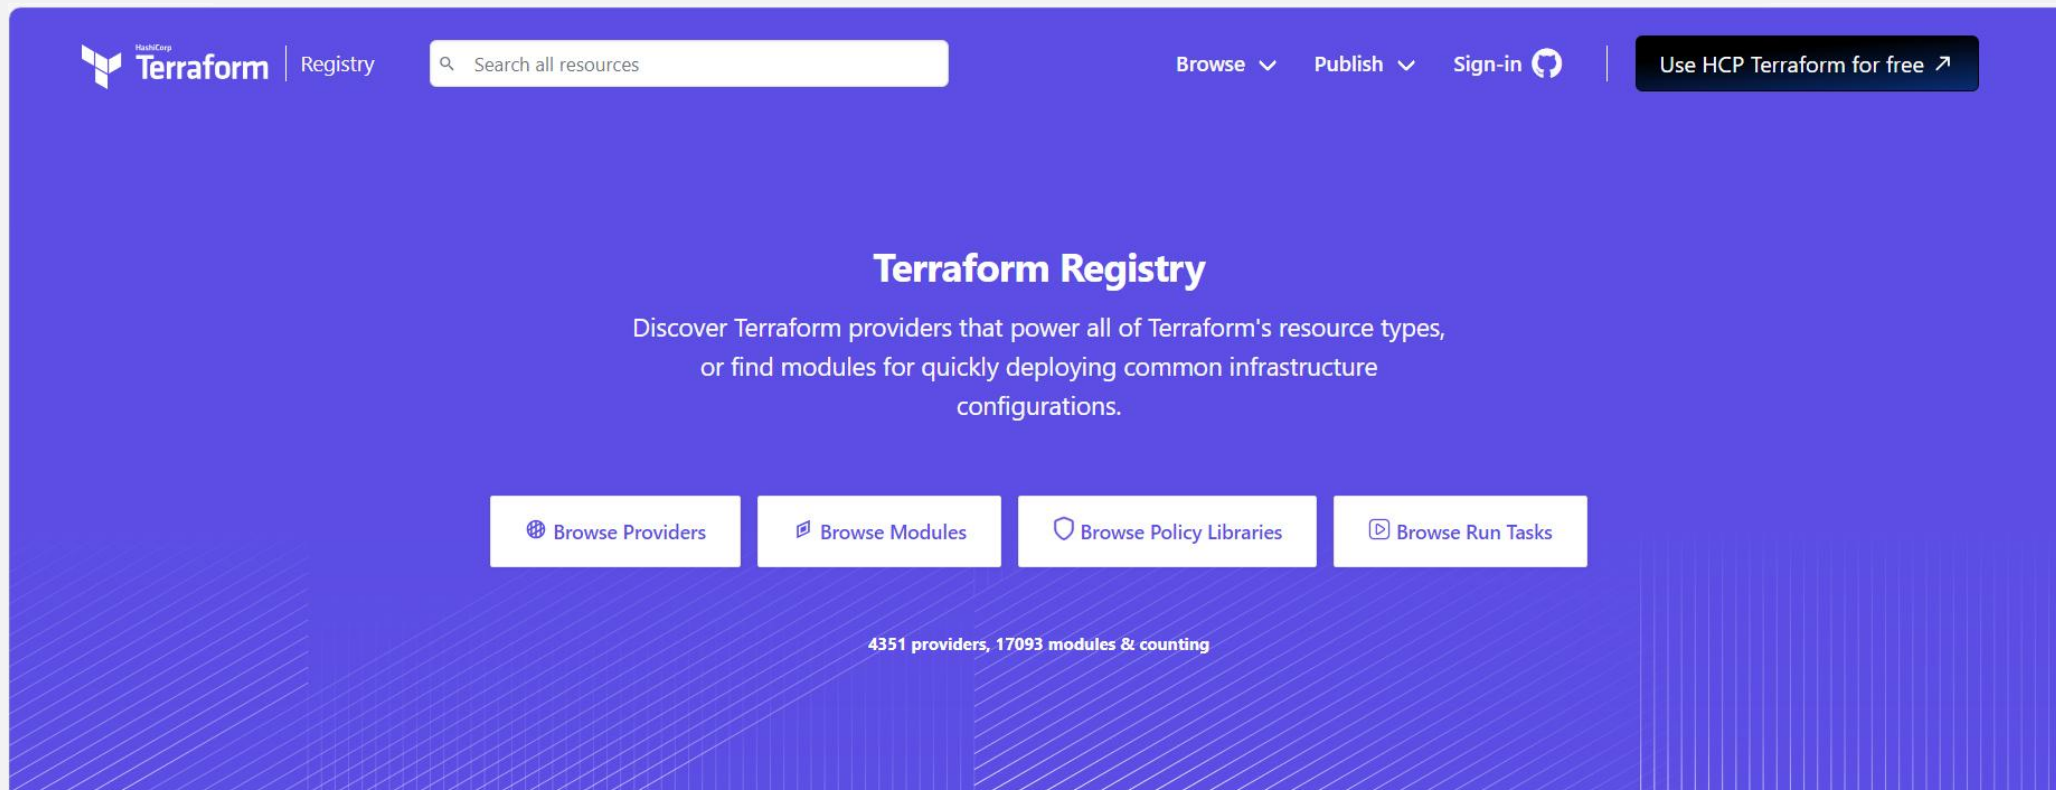 HashiCorp
Terraform
Registry
Search all resources
Browse
Publish
Sign-in
Use HCP Terraform for free
Terraform Registry
Discover Terraform providers that power all of Terraform's resource types,
or find modules for quickly deploying common infrastructure
configurations.
Browse Providers
Browse Modules
Browse Policy Libraries
Browse Run Tasks
4351 providers, 17093 modules & counting